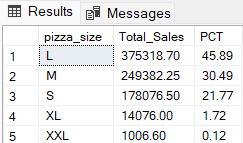 Results Messages
pizza_size Total_Sales PCT
1 L 375318.70 45.89
2 M 249382.25 30.49
3 S 178076.50 21.77
4 XL 14076.00 1.72
5 XXL 1006.60 0.12